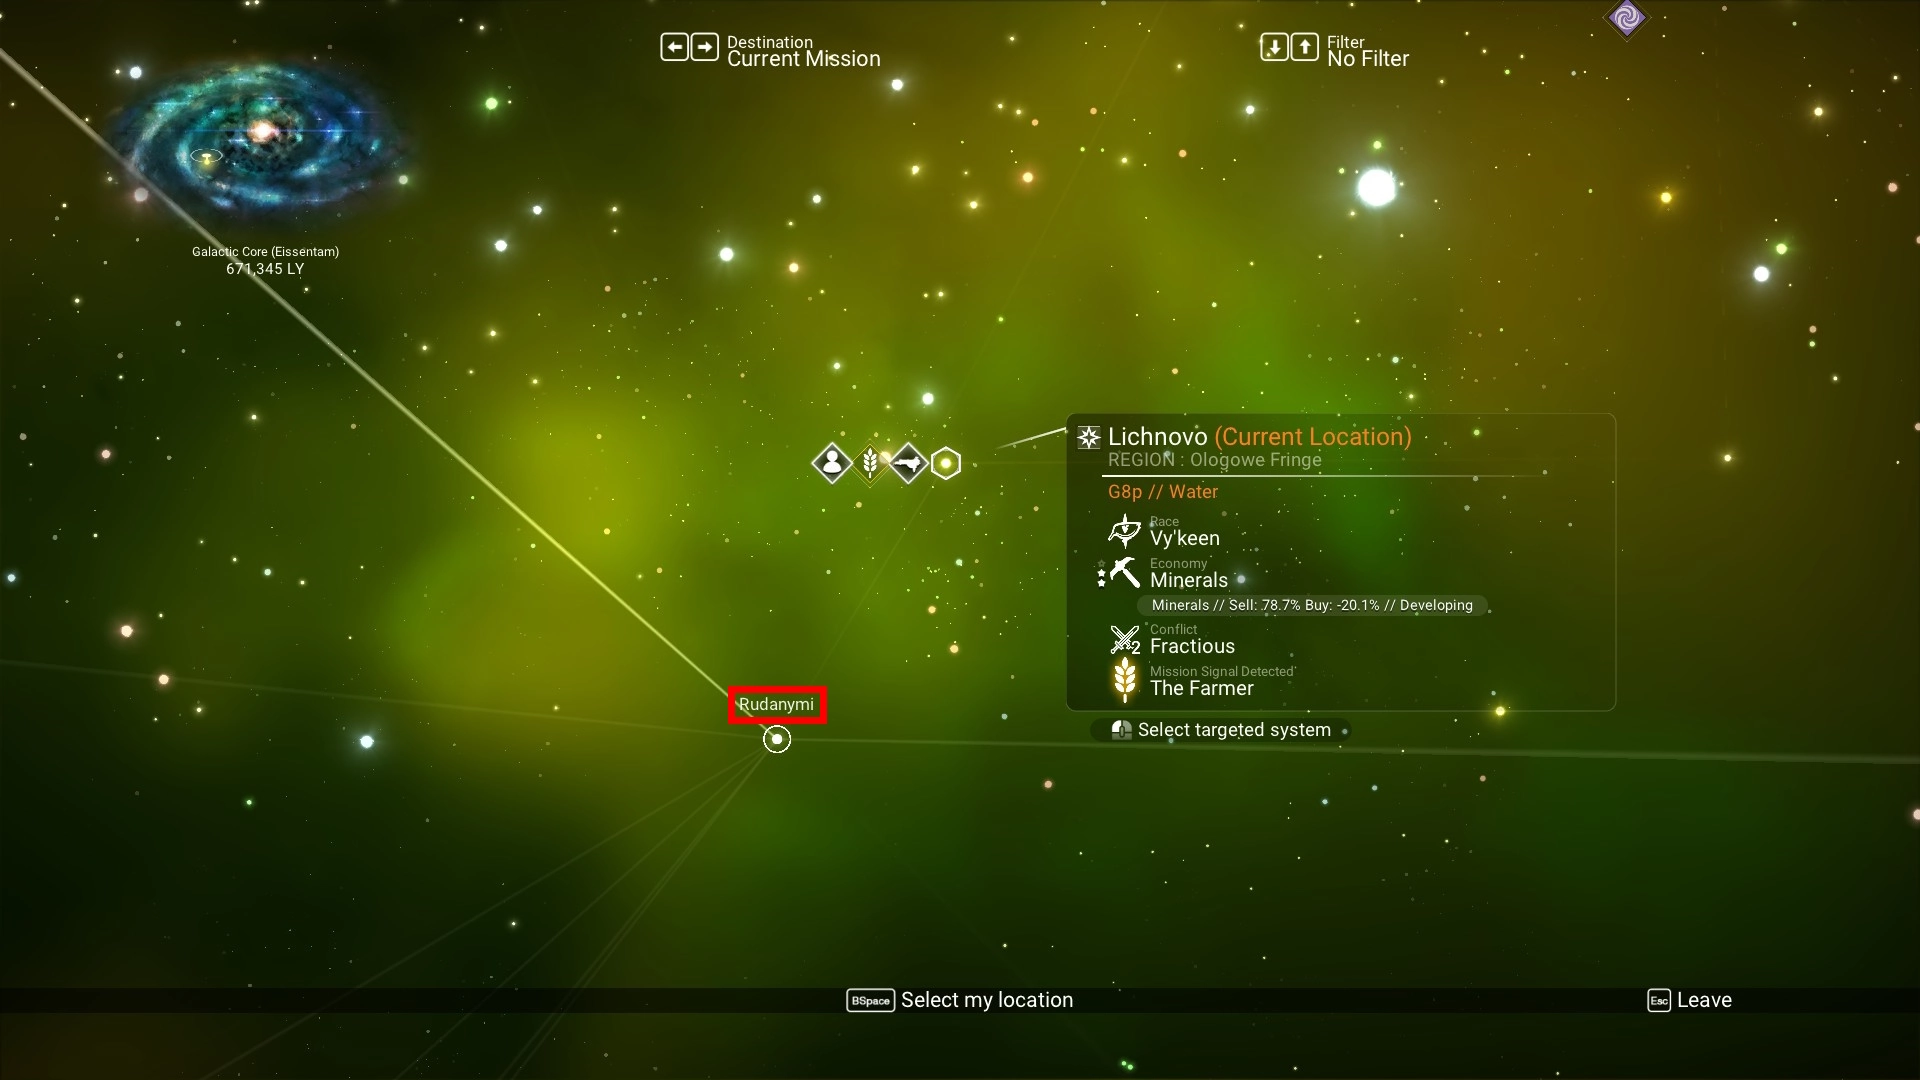 Destination
Current Mission
Filter
No Filter
Galactic Core (Eissentam)
671,345 LY
Lichnovo (Current Location)
REGION : Ologowe Fringe
G8p // Water
Race
Vy'keen
Economy
Minerals
Minerals // Sell: 78.7% Buy: -20.1% // Developing
Conflict
2
Fractious
Mission Signal Detected
The Farmer
Rudanymi
Select targeted system
BSpace Select my location
Esc Leave